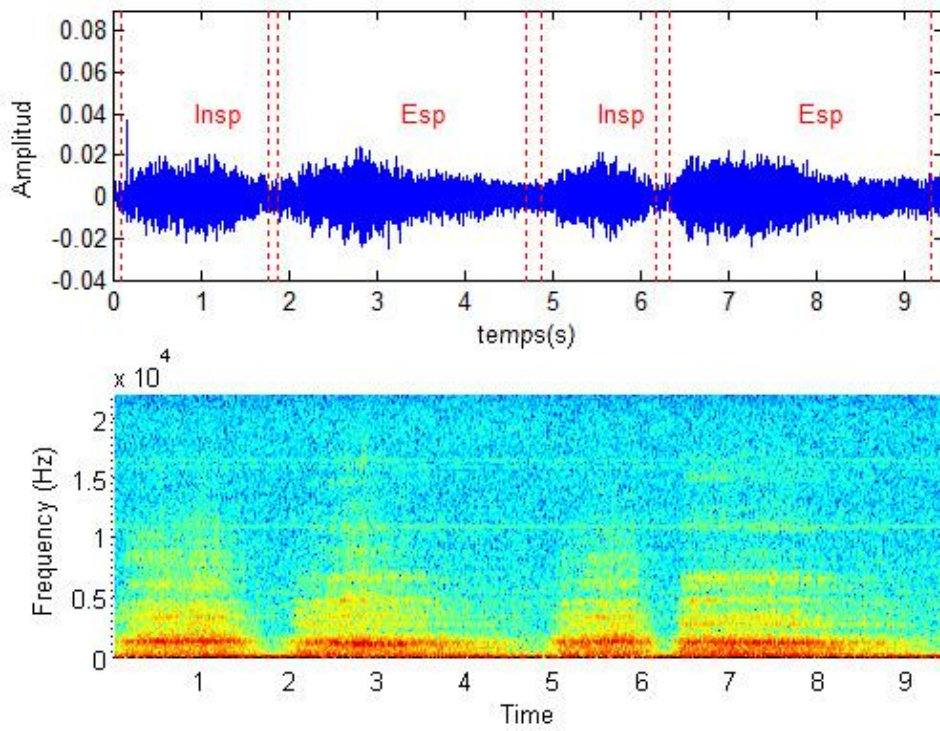 0.08
0.06
0.04
0.02
0
-0.02
-0.04
Amplitud
Insp
Esp
Insp
Esp
0 1 2 3 4 5 6 7 8 9
temps(s)
x 10^4
2
1.5
1
0.5
0
Frequency (Hz)
1 2 3 4 5 6 7 8 9
Time